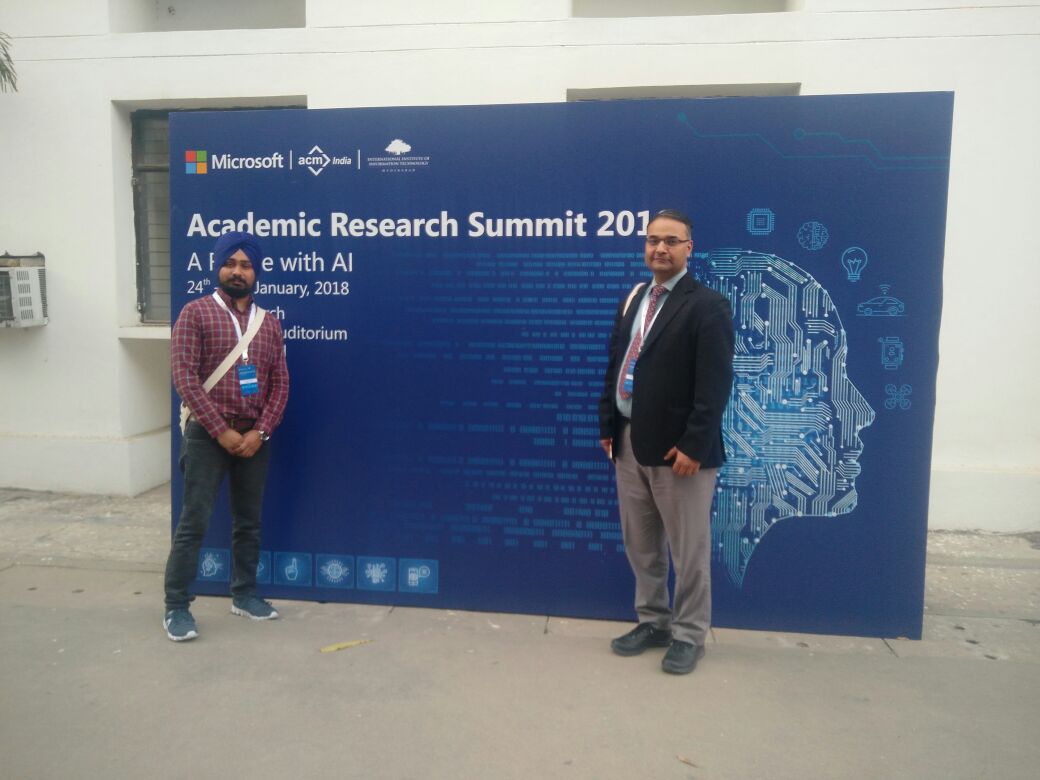 Microsoft | acm India | INTERNATIONAL INSTITUTE OF
INFORMATION TECHNOLOGY
HYDERABAD
Academic Research Summit 201
A F e with AI
24th January, 2018
rch
uditorium